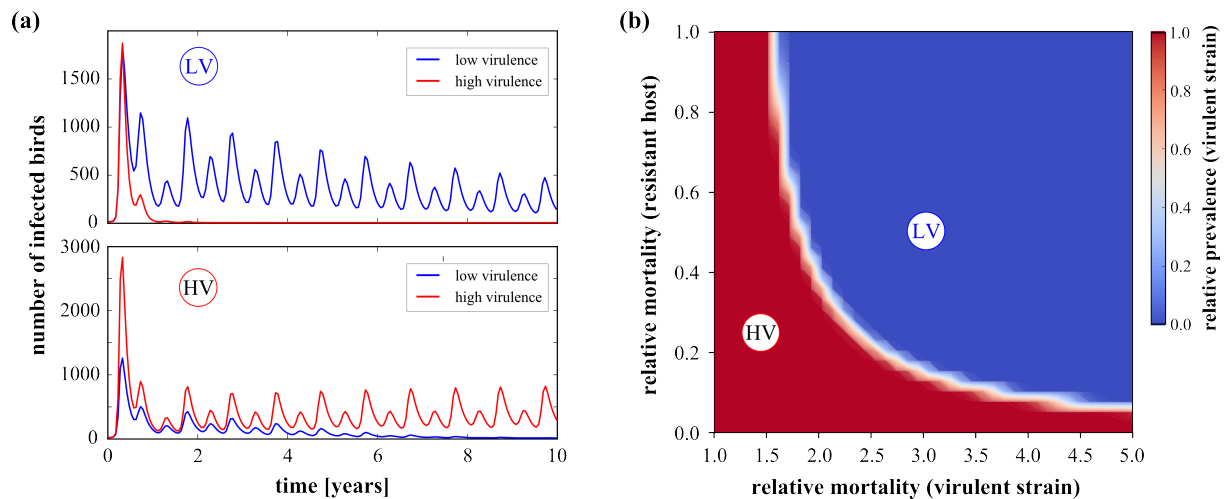 (a)
number of infected birds
1500
1000
500
0
LV
low virulence
high virulence
3000
2000
1000
0
HV
low virulence
high virulence
0 2 4 6 8 10
time [years]
(b)
relative mortality (resistant host)
1.0
0.8
0.6
0.4
0.2
0.0
LV
HV
1.0 1.5 2.0 2.5 3.0 3.5 4.0 4.5 5.0
relative mortality (virulent strain)
1.0
0.8
0.6
0.4
0.2
0.0
relative prevalence (virulent strain)